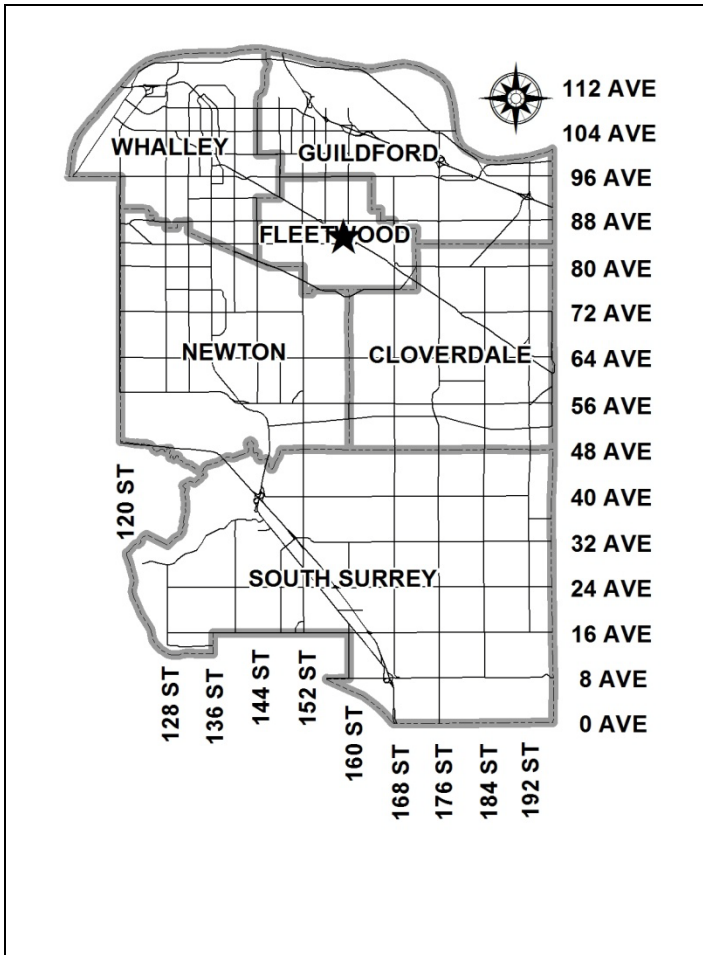 112 AVE
104 AVE
WHALLEY
GUILDFORD
96 AVE
88 AVE
FLEETWOOD
80 AVE
72 AVE
NEWTON
CLOVERDALE
64 AVE
56 AVE
48 AVE
120 ST
40 AVE
32 AVE
SOUTH SURREY
24 AVE
16 AVE
8 AVE
0 AVE
128 ST
136 ST
144 ST
152 ST
160 ST
168 ST
176 ST
184 ST
192 ST